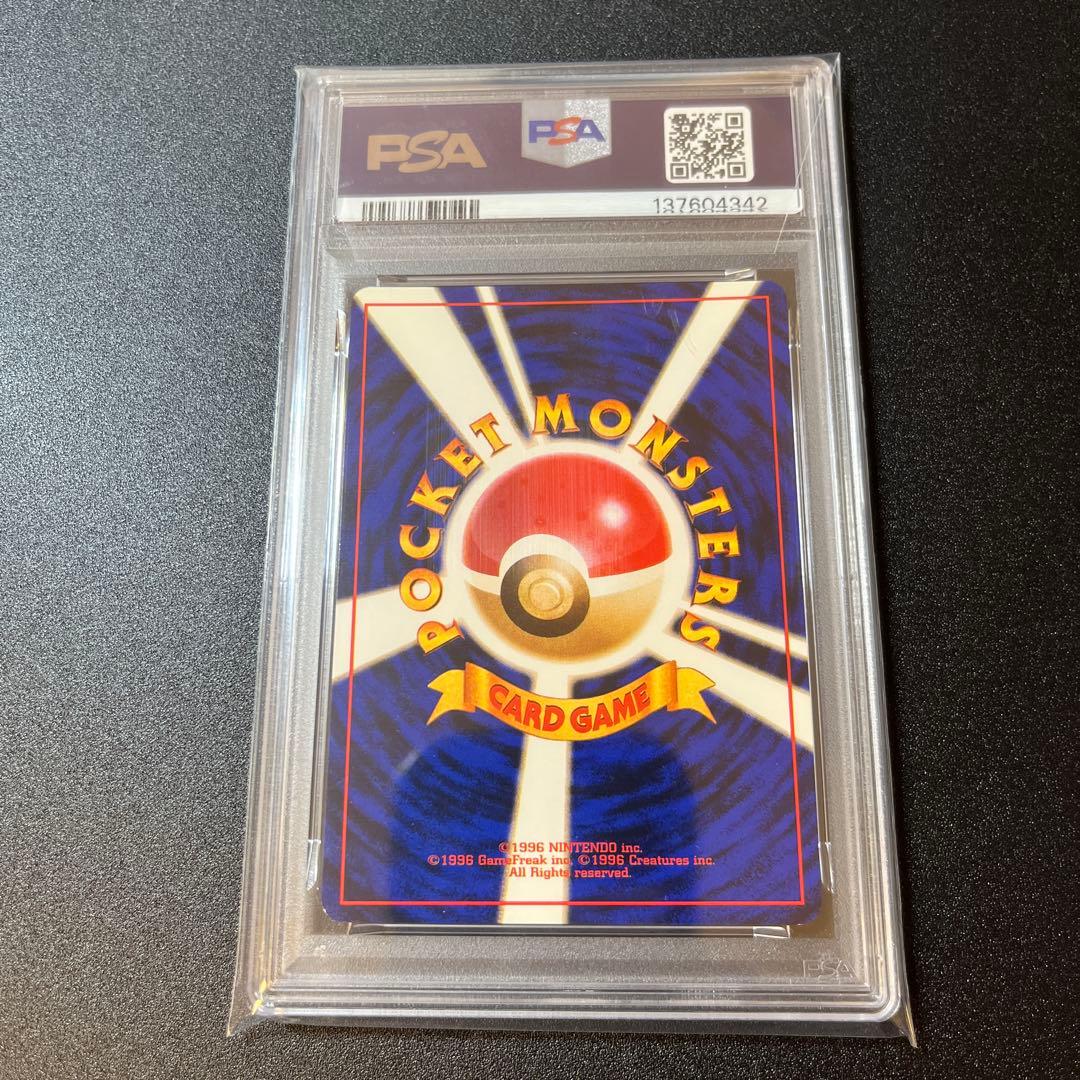 PSA
PSA
137604342
POCKET MONSTERS
CARD GAME
©1996 NINTENDO inc.
©1996 GameFreak inc. ©1996 Creatures inc.
All Rights reserved.
PSA